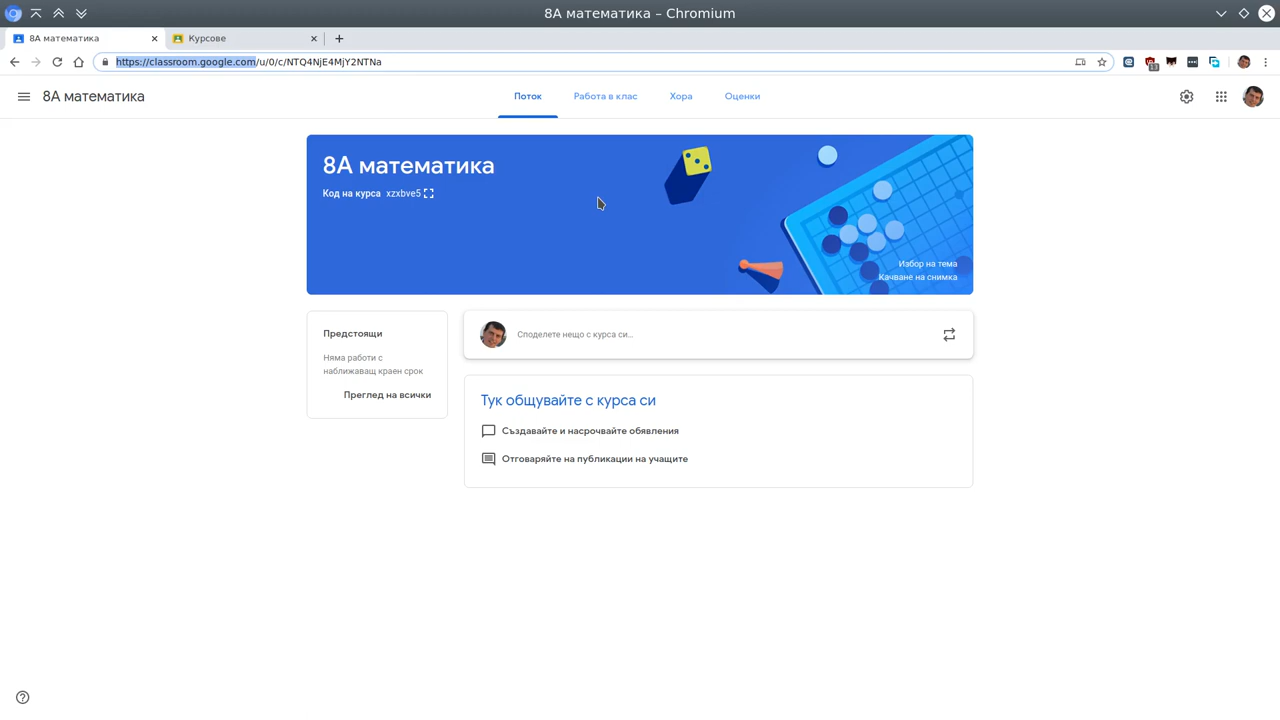 8А математика – Chromium
8А математика
Курсове
https://classroom.google.com/u/0/c/NTQ4NjE4MjY2NTNa
13
8А математика
Поток
Работа в клас
Хора
Оценки
8А математика
Код на курса xzxbve5
Избор на тема
Качване на снимка
Предстоящи
Няма работи с
наближаващ краен срок
Преглед на всички
Споделете нещо с курса си…
Тук общувайте с курса си
Създавайте и насрочвайте обявления
Отговаряйте на публикации на учащите